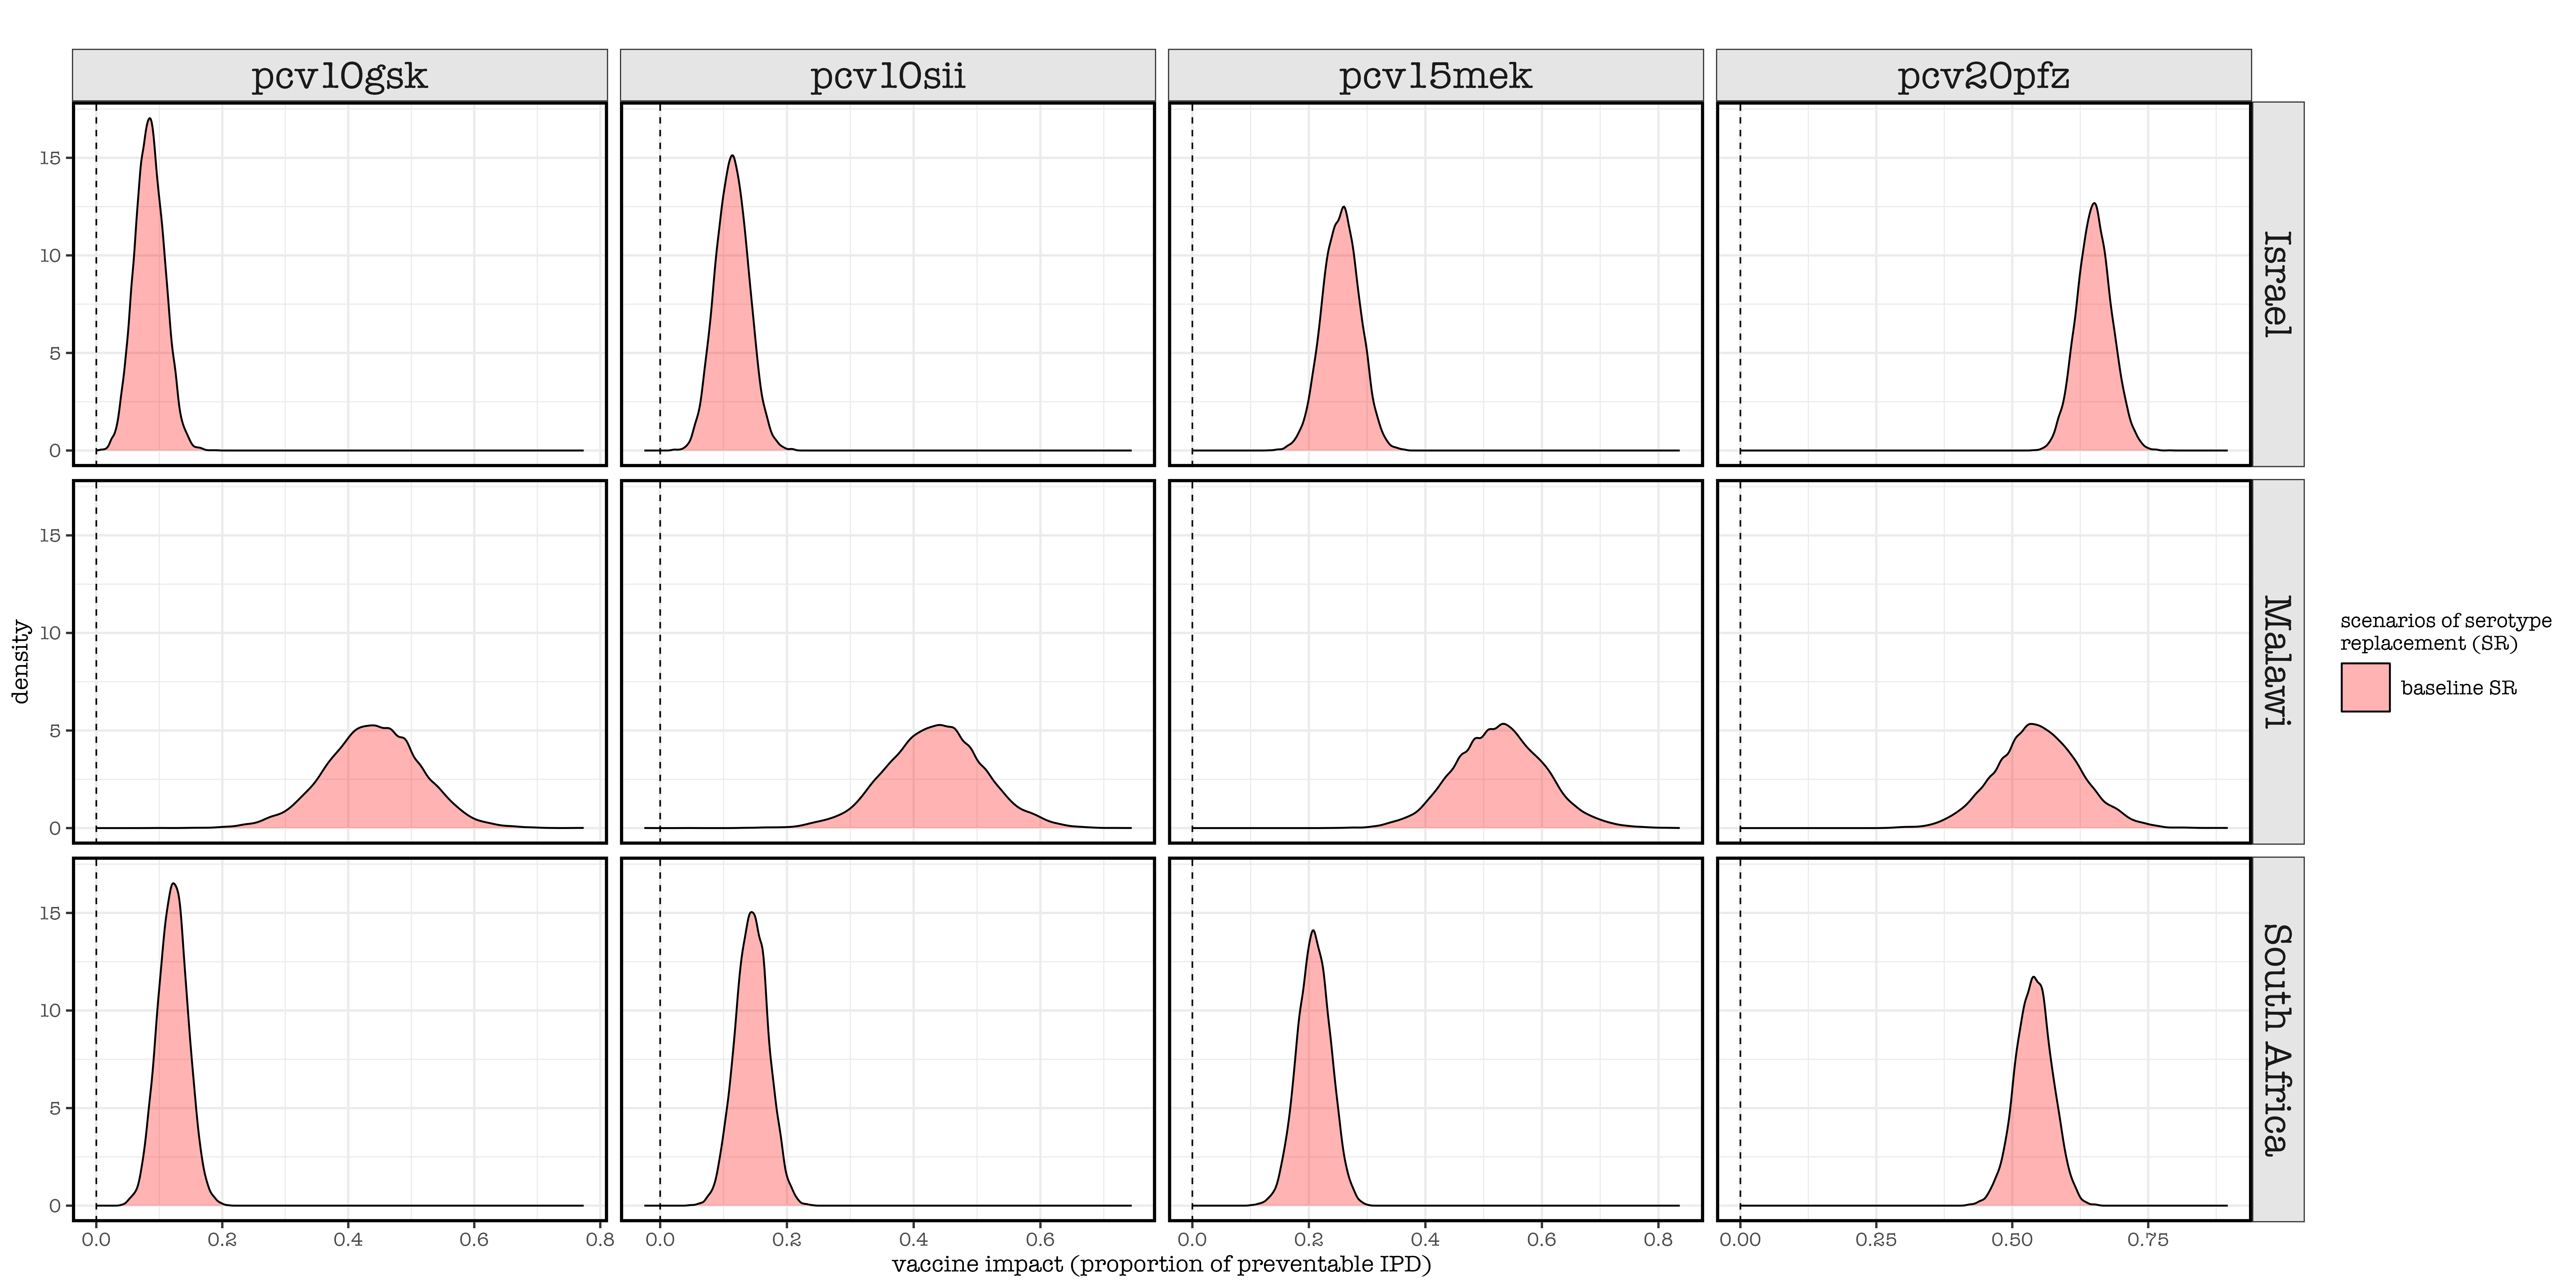 pcv10gsk pcv10sii pcv15mek pcv20pfz
15
10
5
0
Israel
15
10
5
0
Malawi
15
10
5
0
South Africa
density
0.0 0.2 0.4 0.6 0.8 0.0 0.2 0.4 0.6 0.0 0.2 0.4 0.6 0.8 0.00 0.25 0.50 0.75
vaccine impact (proportion of preventable IPD)
scenarios of serotype
replacement (SR)
baseline SR